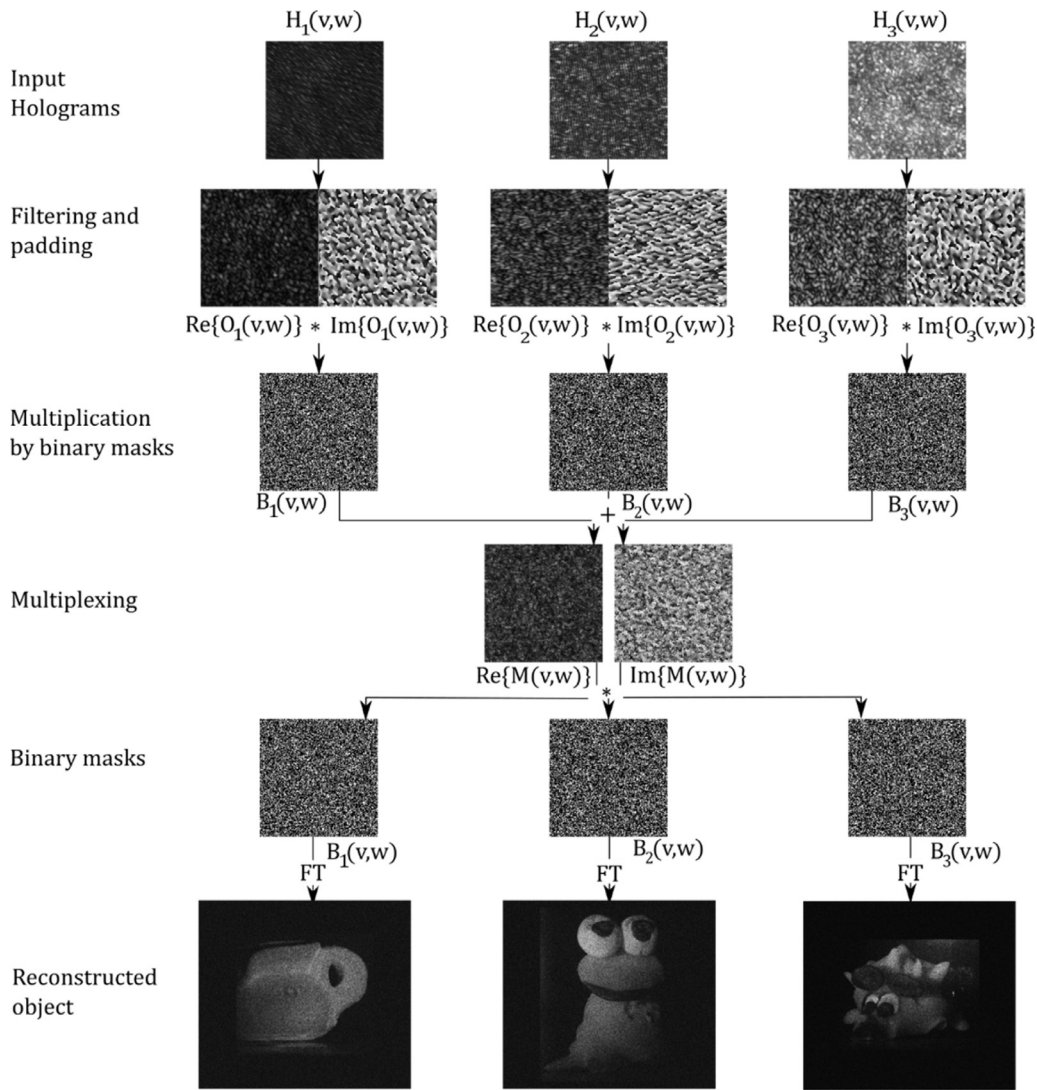 H₁(v,w) H₂(v,w) H₃(v,w)
Input
Holograms
Filtering and
padding
Re{O₁(v,w)} * Im{O₁(v,w)} Re{O₂(v,w)} * Im{O₂(v,w)} Re{O₃(v,w)} * Im{O₃(v,w)}
Multiplication
by binary masks
B₁(v,w) B₂(v,w) B₃(v,w)
+
Multiplexing
Re{M(v,w)} Im{M(v,w)}
*
Binary masks
B₁(v,w) B₂(v,w) B₃(v,w)
FT FT FT
Reconstructed
object